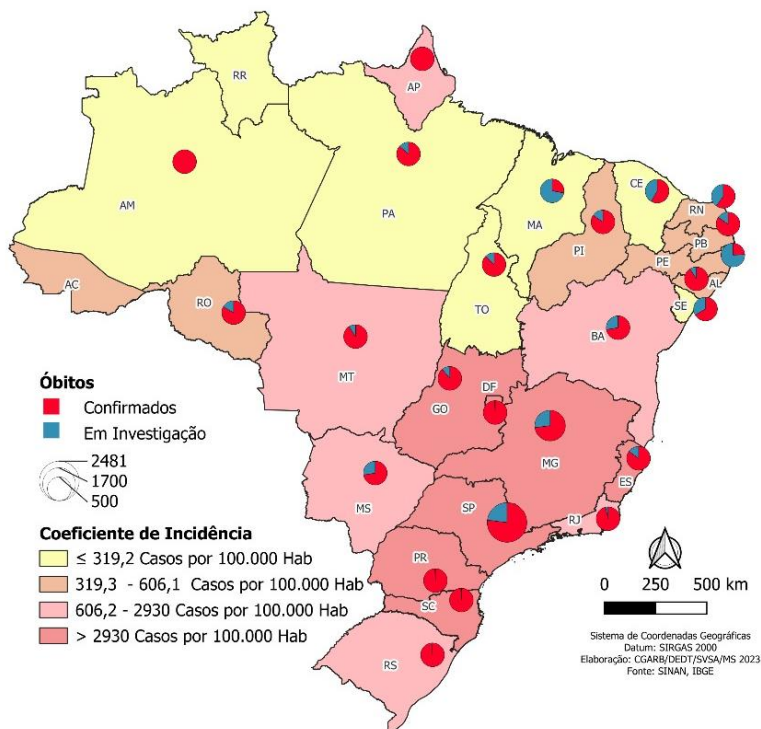 RR
AP
AM
PA
MA
CE
RN
PB
PE
AL
SE
PI
AC
RO
TO
BA
MT
GO
DF
MG
ES
MS
SP
RJ
PR
SC
RS
Óbitos
Confirmados
Em Investigação
2481
1700
500
Coeficiente de Incidência
≤ 319,2 Casos por 100.000 Hab
319,3 - 606,1 Casos por 100.000 Hab
606,2 - 2930 Casos por 100.000 Hab
> 2930 Casos por 100.000 Hab
0 250 500 km
Sistema de Coordenadas Geográficas
Datum: SIRGAS 2000
Elaboração: CGARB/DEDT/SVSA/MS 2023
Fonte: SINAN, IBGE